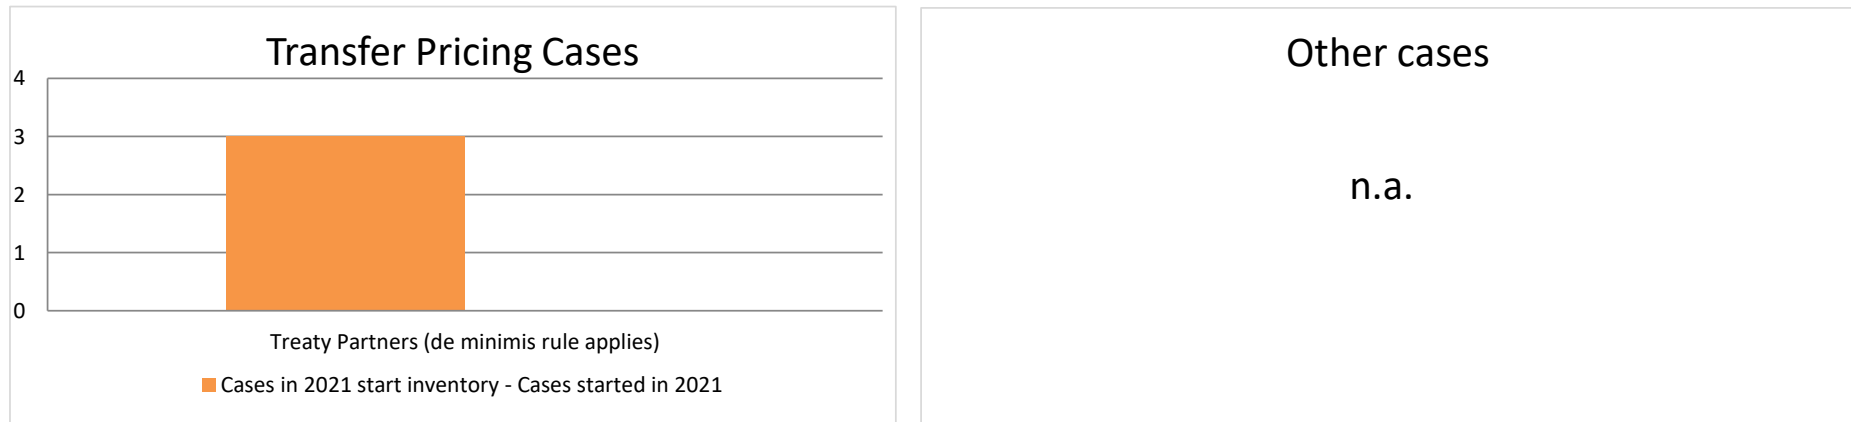 Transfer Pricing Cases
4
3
2
1
0
Treaty Partners (de minimis rule applies)
Cases in 2021 start inventory - Cases started in 2021
Other cases
n.a.